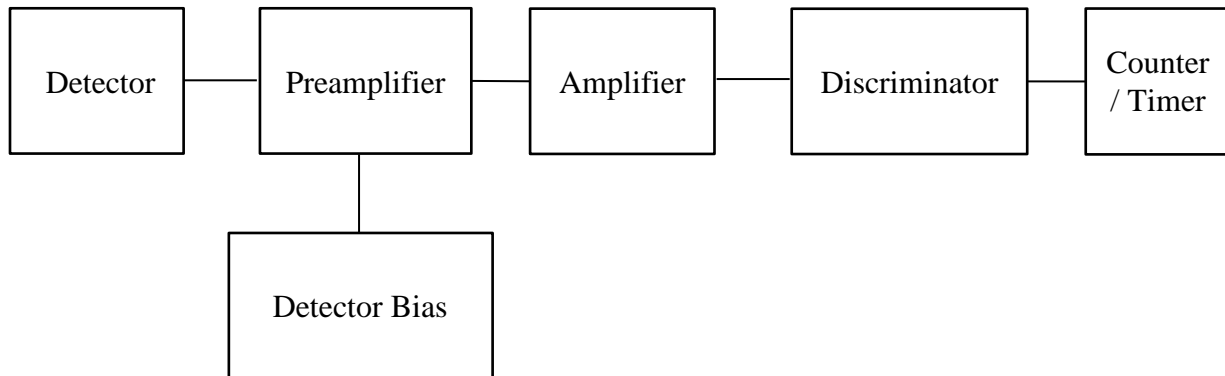 Detector
Preamplifier
Amplifier
Discriminator
Counter
/ Timer
Detector Bias